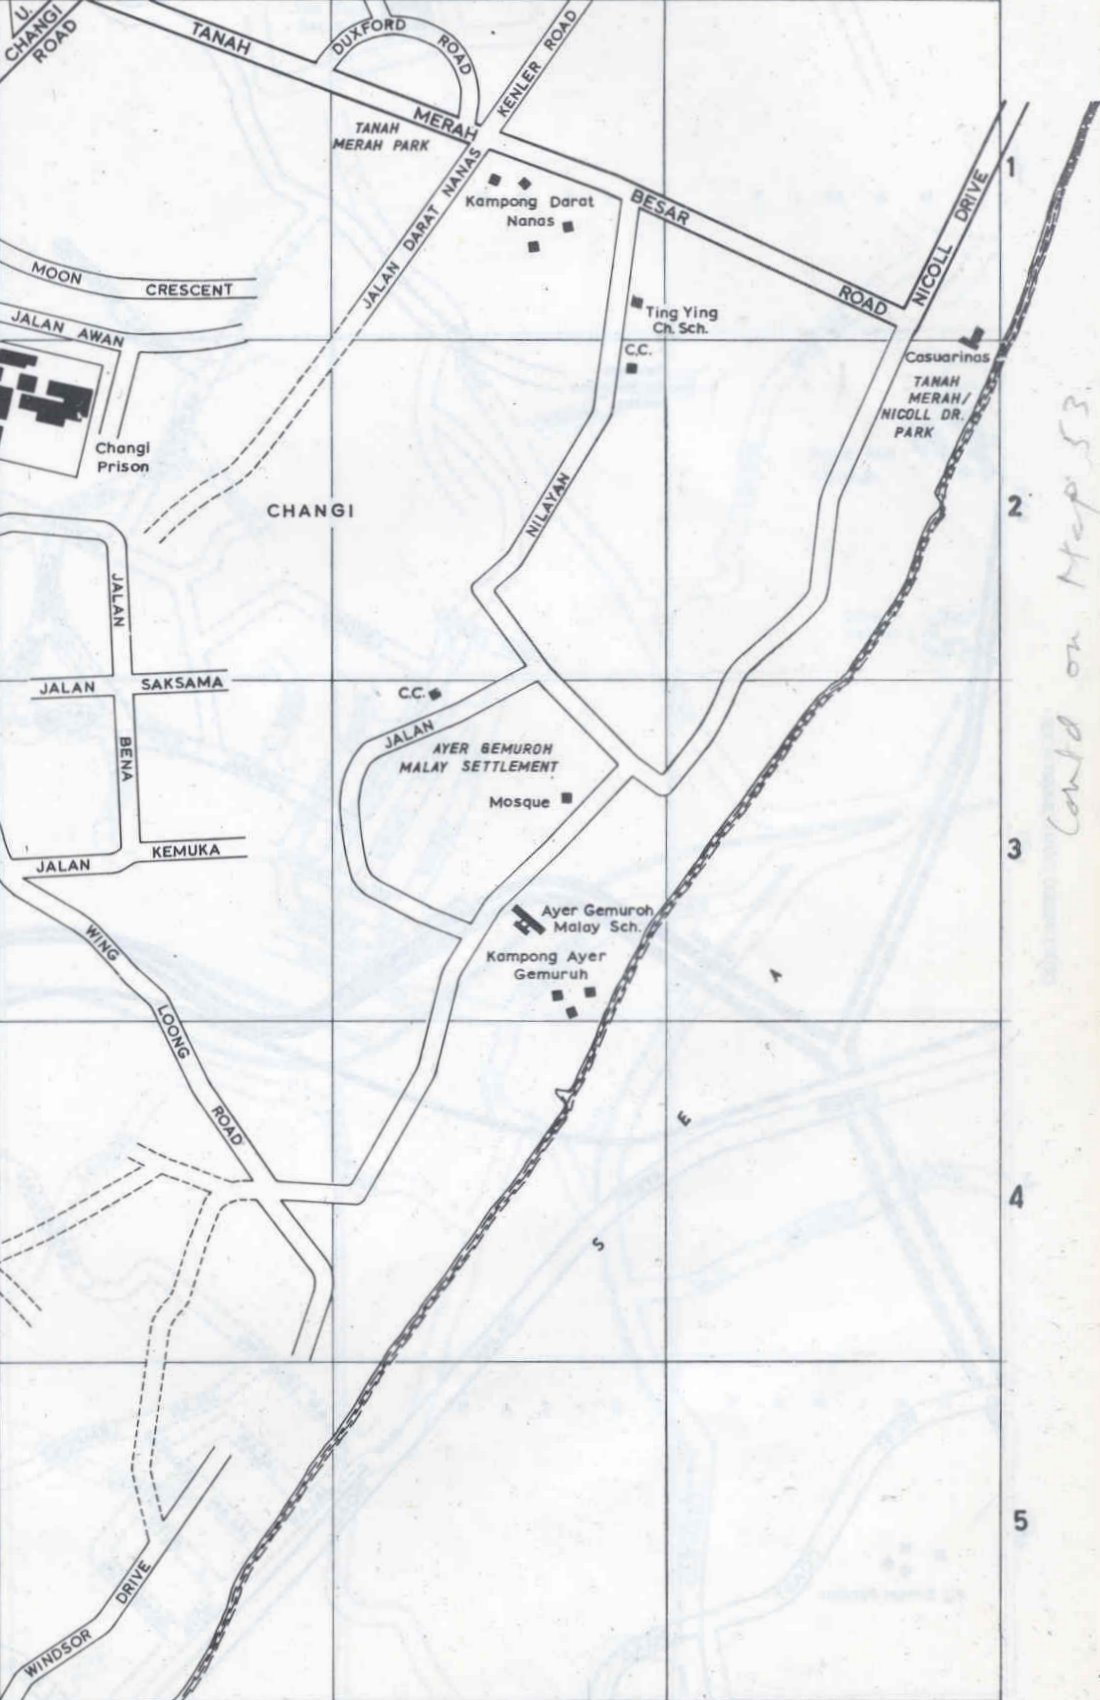 U.
CHANGI
ROAD
TANAH
DUXFORD
ROAD
KENLER ROAD
MERAH
TANAH
MERAH PARK
JALAN DARAT NANAS
Kampong Darat
Nanas
BESAR
ROAD
NICOLL DRIVE
1
MOON
CRESCENT
JALAN AWAN
Ting Ying
Ch. Sch.
C.C.
Casuarinas
TANAH
MERAH/
NICOLL DR.
PARK
Changi
Prison
CHANGI
NILAYAN
2
Contd on Map 53.
JALAN
JALAN
SAKSAMA
C.C.
JALAN
BENA
AYER GEMUROH
MALAY SETTLEMENT
Mosque
3
JALAN
KEMUKA
Ayer Gemuroh
Malay Sch.
WING
Kampong Ayer
Gemuruh
A
LOONG
E
ROAD
4
S
5
DRIVE
WINDSOR